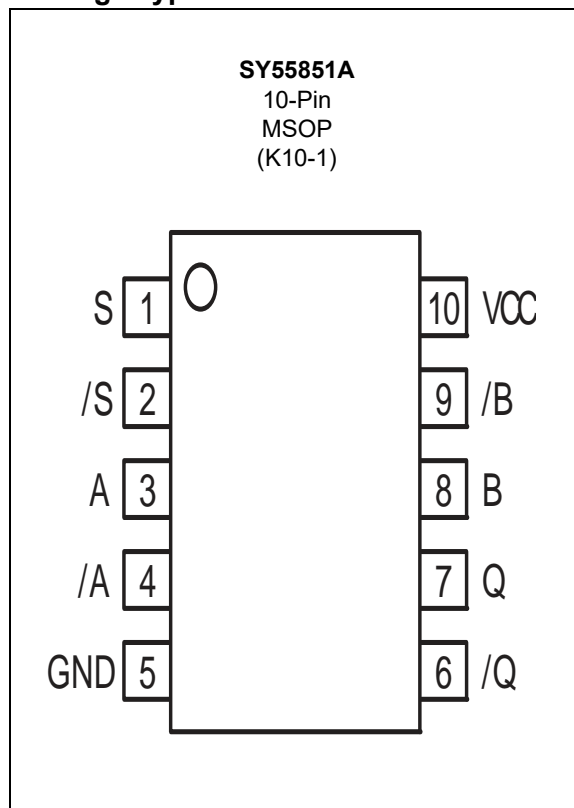 SY55851A
10-Pin
MSOP
(K10-1)
S 1 10 VCC
/S 2 9 /B
A 3 8 B
/A 4 7 Q
GND 5 6 /Q